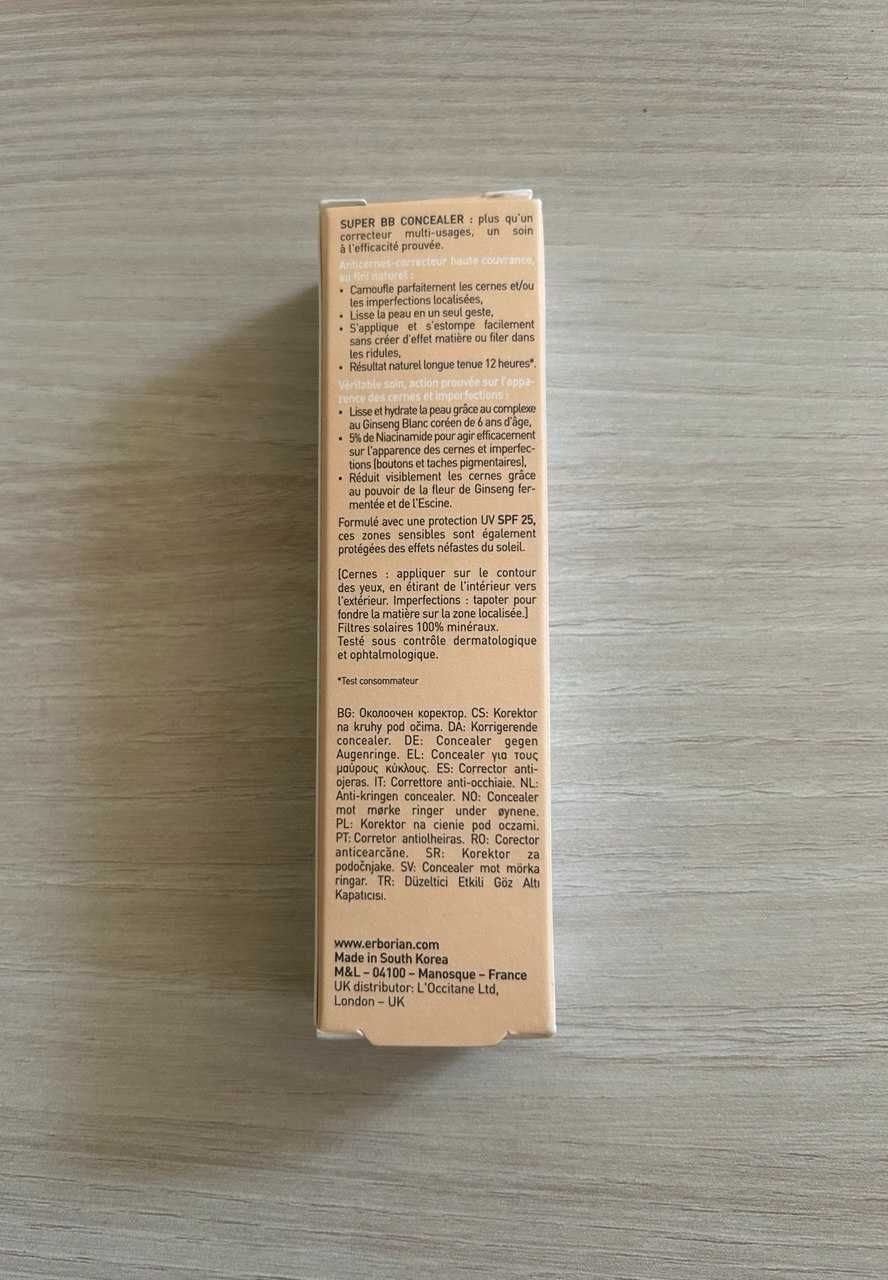 SUPER BB CONCEALER : plus qu'un
correcteur multi-usages, un soin
à l'efficacité prouvée.
Anticernes-correcteur haute couvrance,
au fini naturel :
• Camoufle parfaitement les cernes et/ou
les imperfections localisées,
• Lisse la peau en un seul geste,
• S'applique et s'estompe facilement
sans créer d'effet matière ou filer dans
les ridules,
• Résultat naturel longue tenue 12 heures*.
Véritable soin, action prouvée sur l'appa-
rence des cernes et imperfections :
• Lisse et hydrate la peau grâce au complexe
au Ginseng Blanc coréen de 6 ans d'âge,
• 5% de Niacinamide pour agir efficacement
sur l'apparence des cernes et imperfec-
tions (boutons et taches pigmentaires),
• Réduit visiblement les cernes grâce
au pouvoir de la fleur de Ginseng fer-
mentée et de l'Escine.
Formulé avec une protection UV SPF 25,
ces zones sensibles sont également
protégées des effets néfastes du soleil.
[Cernes : appliquer sur le contour
des yeux, en étirant de l'intérieur vers
l'extérieur. Imperfections : tapoter pour
fondre la matière sur la zone localisée.]
Filtres solaires 100% minéraux.
Testé sous contrôle dermatologique
et ophtalmologique.
*Test consommateur
BG: Околоочен коректор. CS: Korektor
na kruhy pod očima. DA: Korrigerende
concealer. DE: Concealer gegen
Augenringe. EL: Concealer για τους
μαύρους κύκλους. ES: Corrector anti-
ojeras. IT: Correttore anti-occhiaie. NL:
Anti-kringen concealer. NO: Concealer
mot mørke ringer under øynene.
PL: Korektor na cienie pod oczami.
PT: Corretor antiolheiras. RO: Corector
anticearcăne. SR: Korektor za
podočnjake. SV: Concealer mot mörka
ringar. TR: Düzeltici Etkili Göz Altı
Kapatıcısı.
www.erborian.com
Made in South Korea
M&L – 04100 – Manosque – France
UK distributor: L'Occitane Ltd,
London – UK